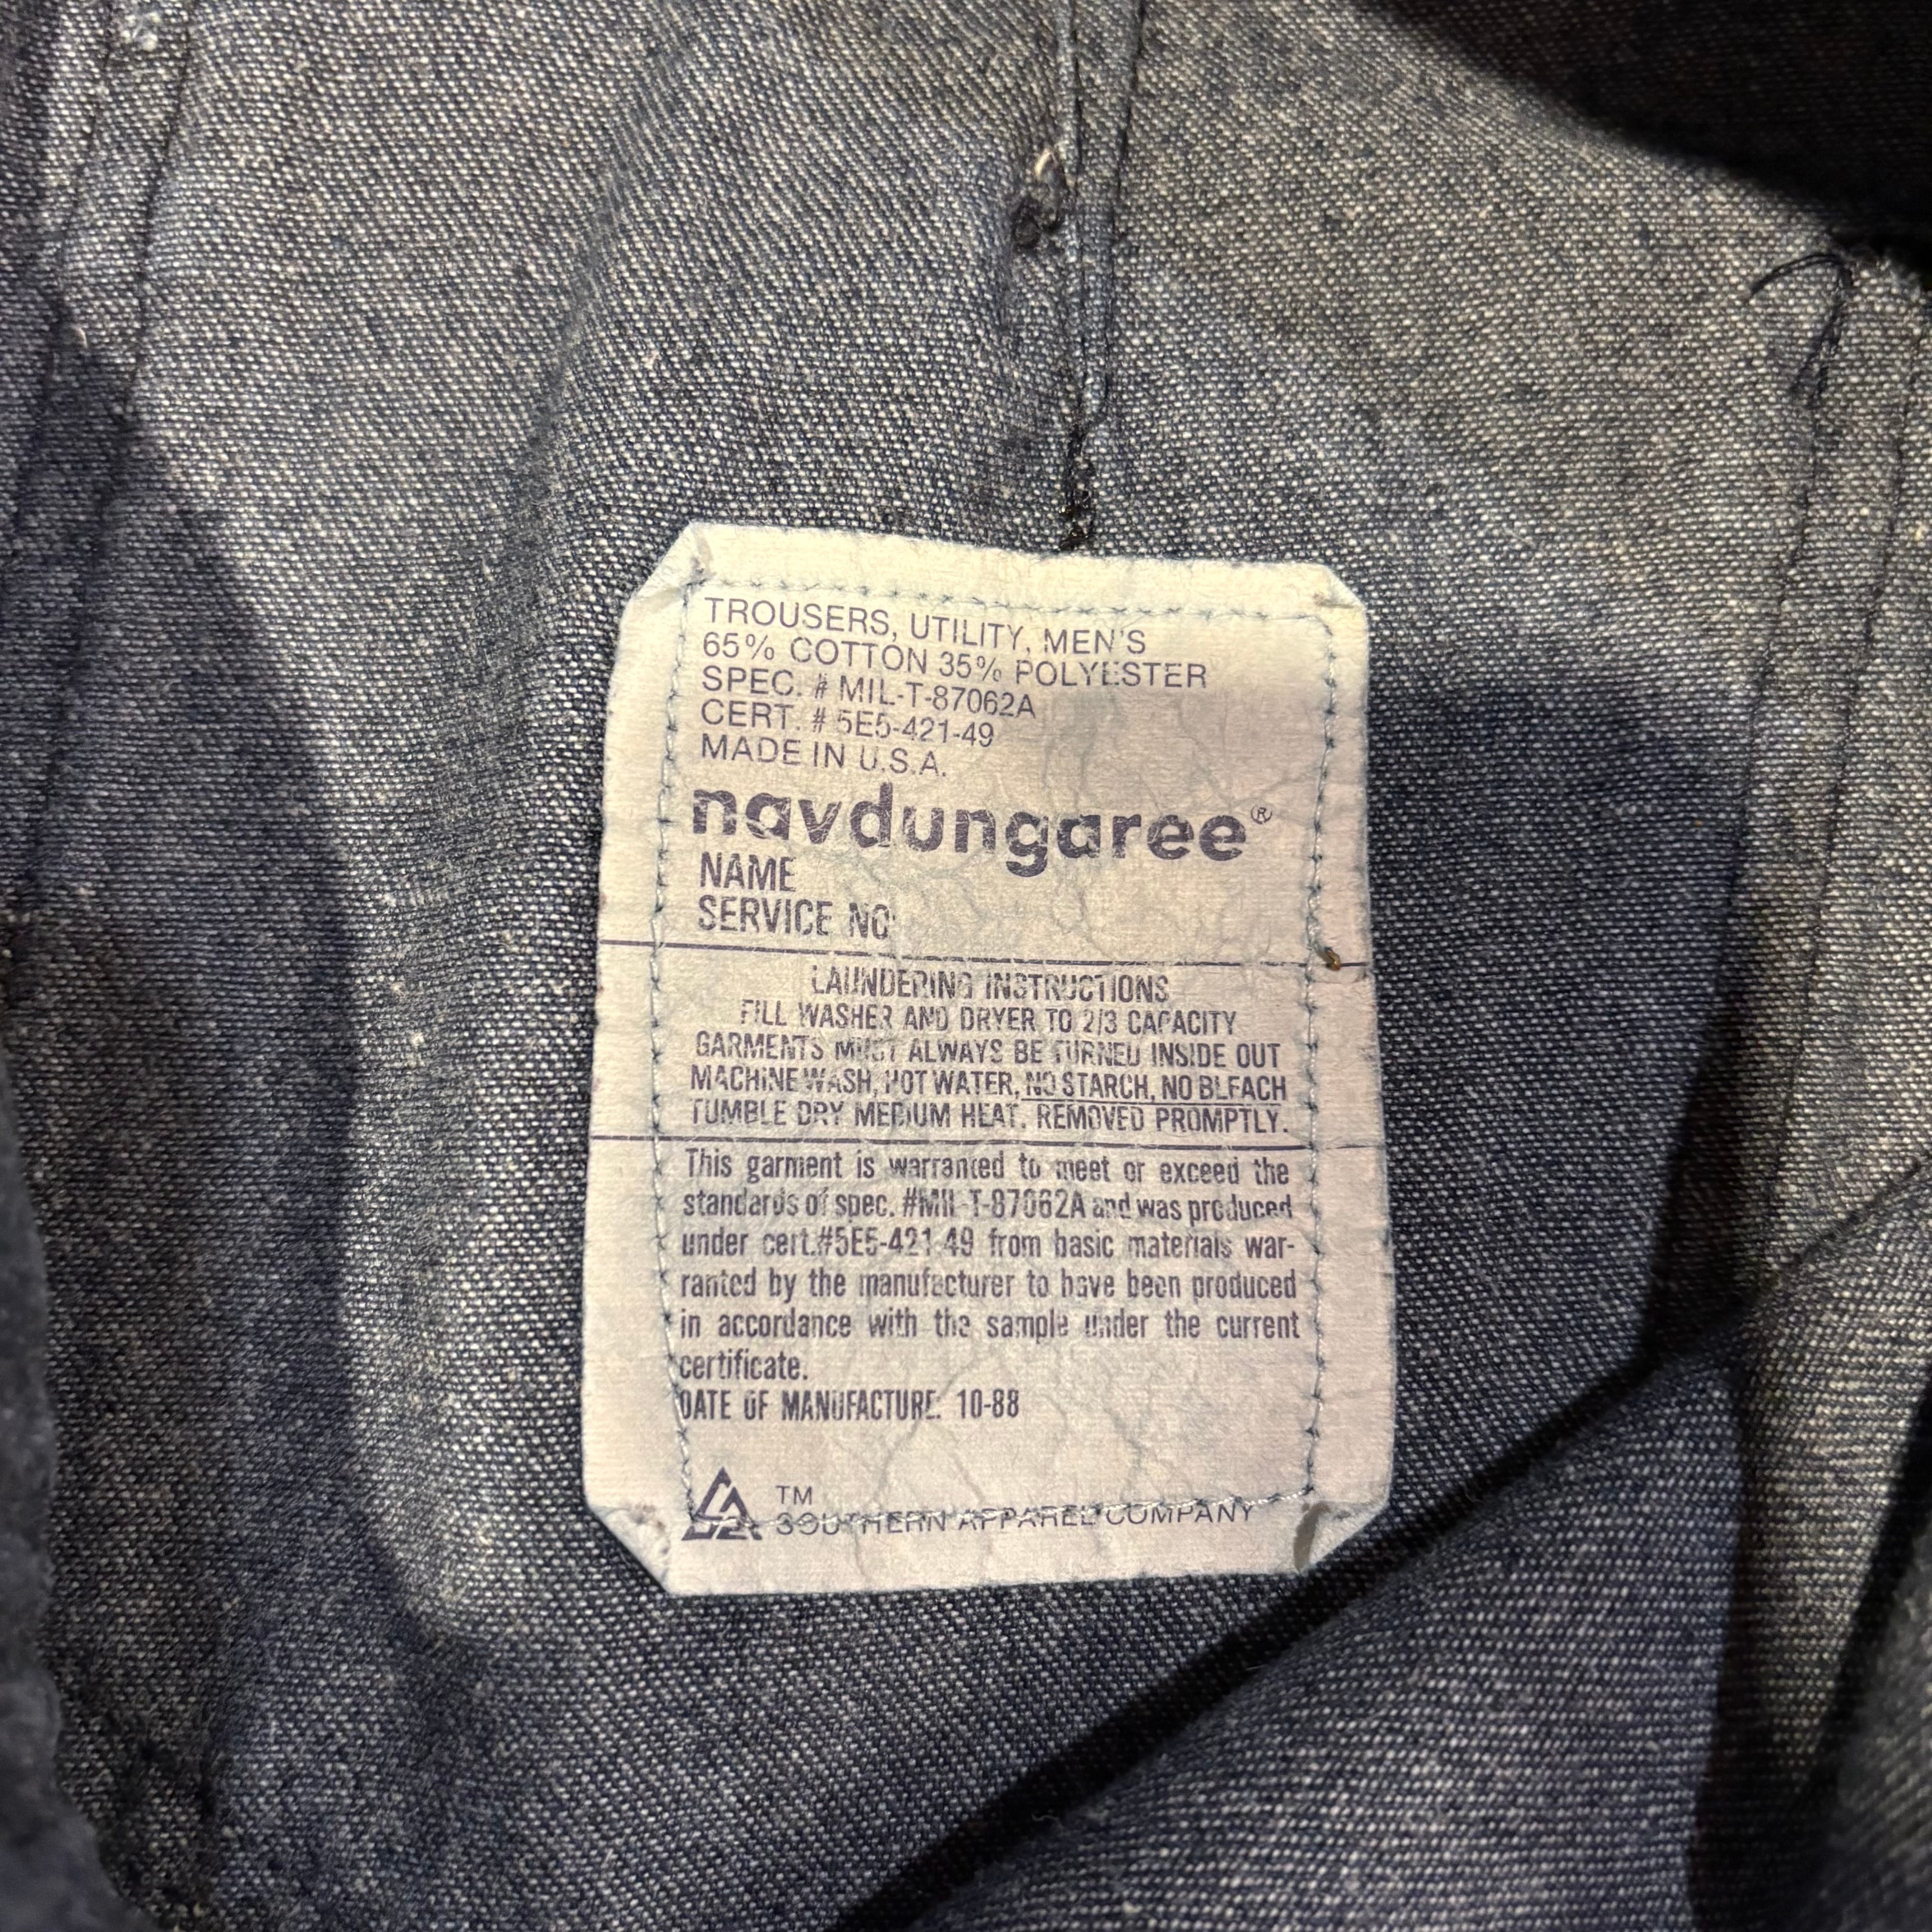 TROUSERS, UTILITY, MEN'S
65% COTTON 35% POLYESTER
SPEC. # MIL-T-87062A
CERT. # 5E5-421-49
MADE IN U.S.A.
navdungaree®
NAME
SERVICE NO
LAUNDERING INSTRUCTIONS
FILL WASHER AND DRYER TO 2/3 CAPACITY
GARMENTS MUST ALWAYS BE TURNED INSIDE OUT
MACHINE WASH, HOT WATER, NO STARCH, NO BLEACH
TUMBLE DRY MEDIUM HEAT. REMOVED PROMPTLY.
This garment is warranted to meet or exceed the
standards of spec. #MIL-T-87062A and was produced
under cert.#5E5-421-49 from basic materials war-
ranted by the manufacturer to have been produced
in accordance with the sample under the current
certificate.
DATE OF MANUFACTURE: 10-88
TM
SOUTHERN APPAREL COMPANY